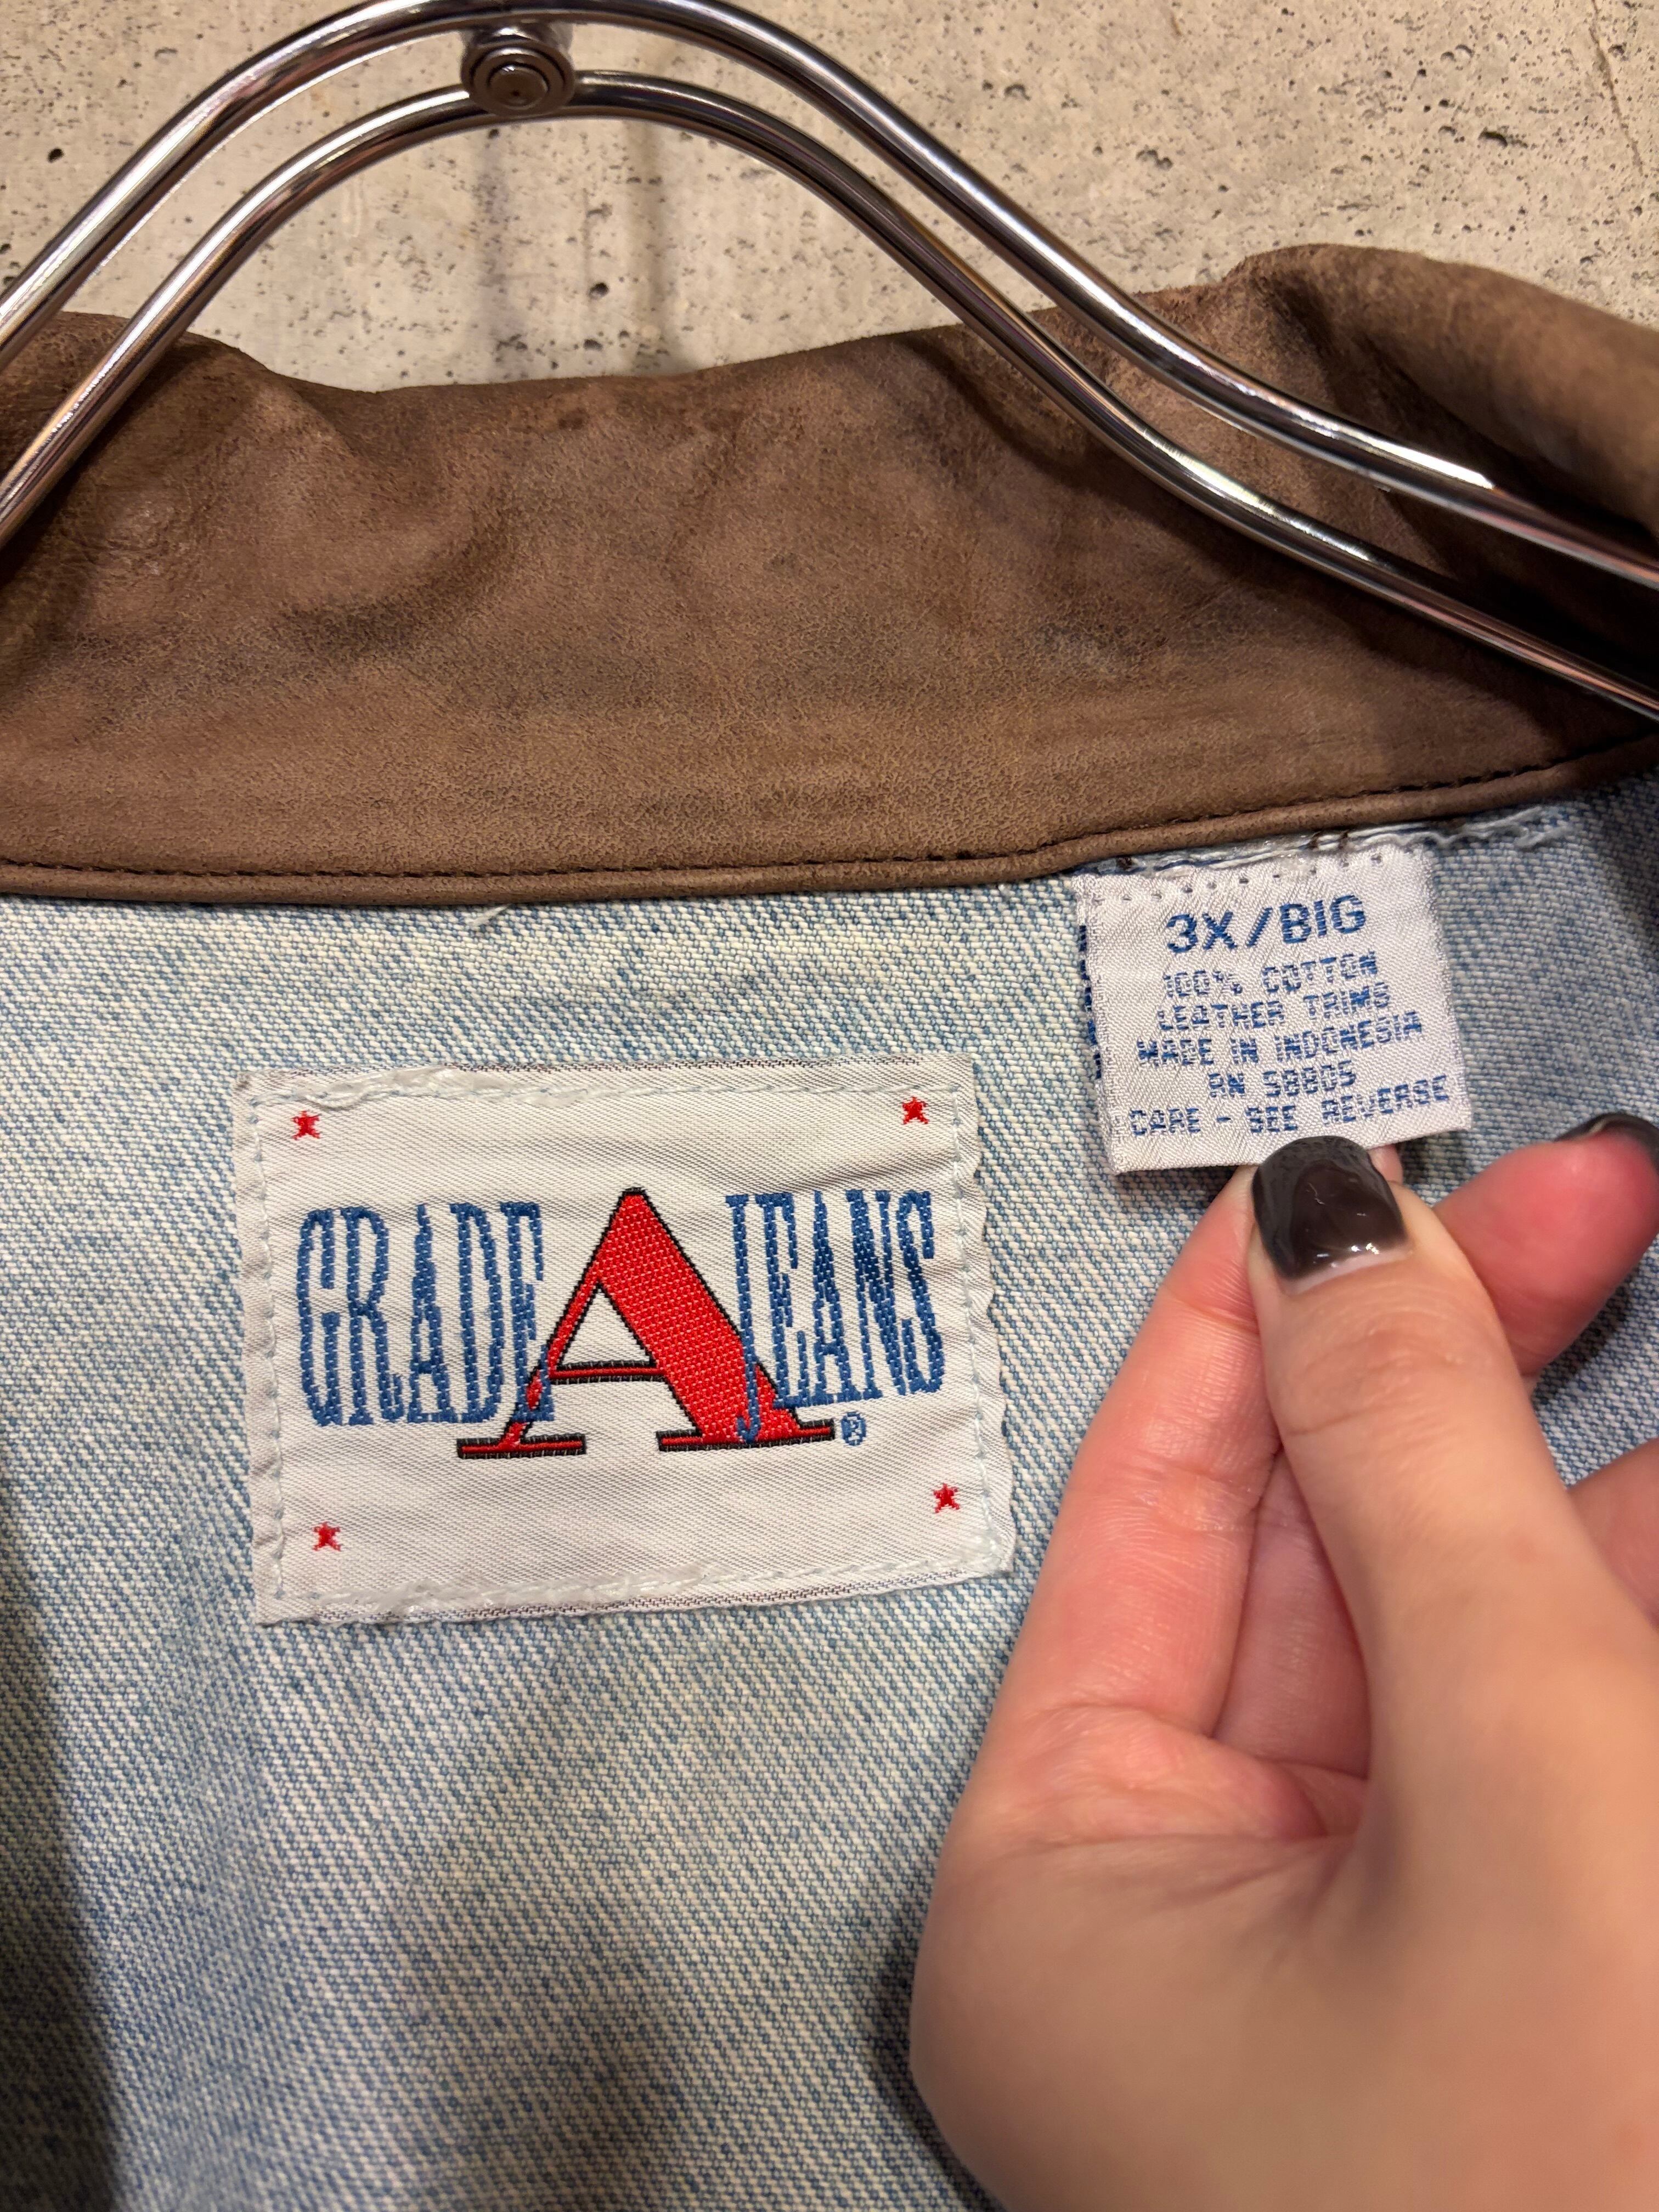 3X/BIG
100% COTTON
LEATHER TRIMS
MADE IN INDONESIA
RN 58805
CARE - SEE REVERSE
GRADE A JEANS®